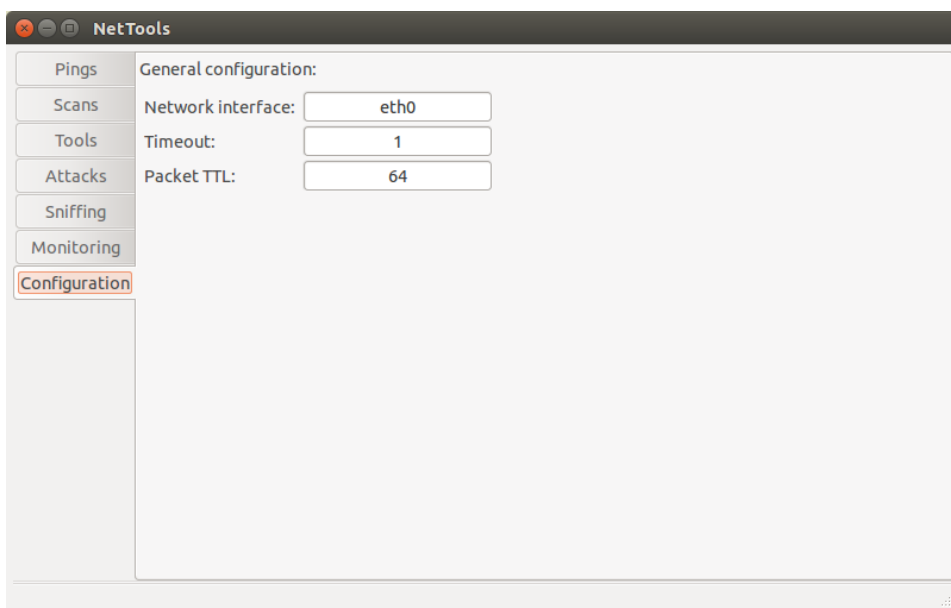 NetTools
Pings
Scans
Tools
Attacks
Sniffing
Monitoring
Configuration
General configuration:
Network interface: eth0
Timeout: 1
Packet TTL: 64